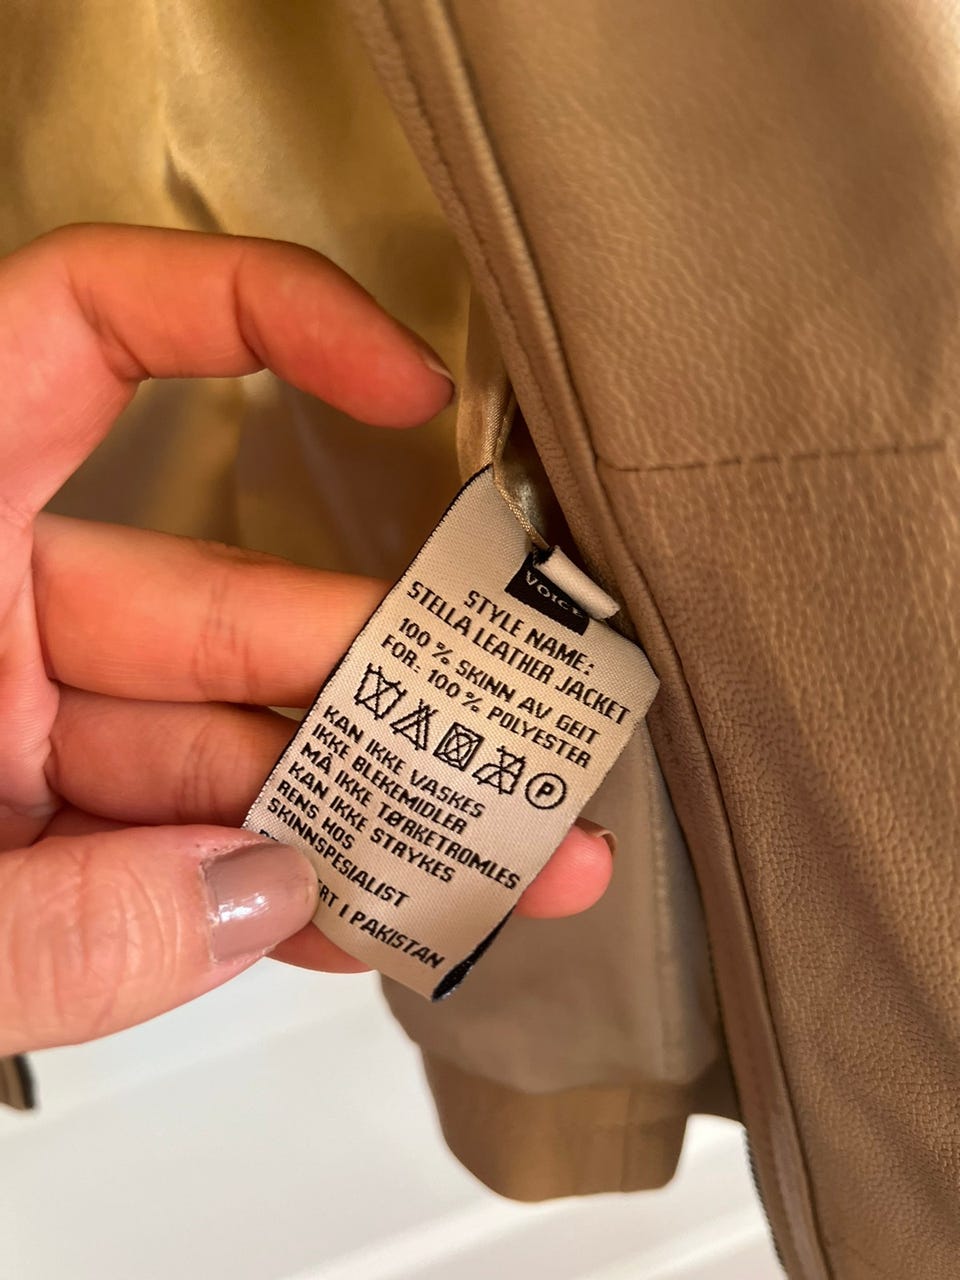 VOICE
STYLE NAME:
STELLA LEATHER JACKET
100 % SKINN AV GEIT
FOR: 100 % POLYESTER
P
KAN IKKE VASKES
IKKE BLEKEMIDLER
MÅ IKKE TØRKETROMLES
KAN IKKE STRYKES
RENS HOS
SKINNSPESIALIST
I PAKISTAN